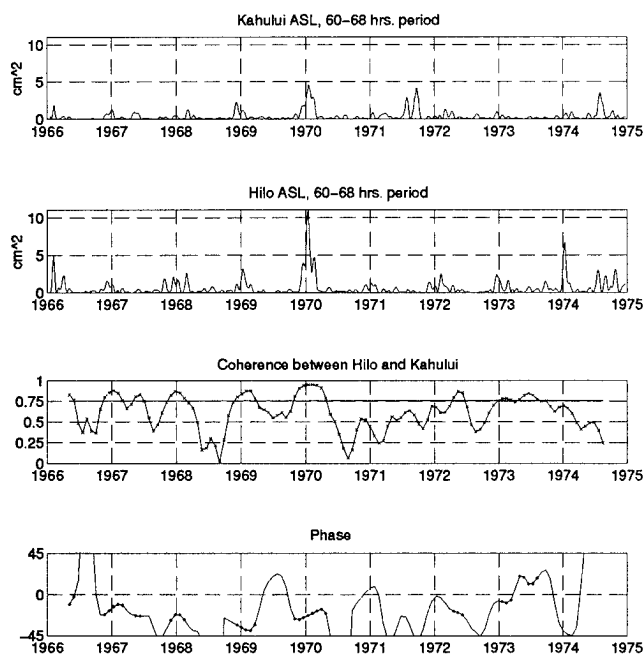 Kahului ASL, 60–68 hrs. period
cm^2
10
5
0
1966 1967 1968 1969 1970 1971 1972 1973 1974 1975
Hilo ASL, 60–68 hrs. period
cm^2
10
5
0
1966 1967 1968 1969 1970 1971 1972 1973 1974 1975
Coherence between Hilo and Kahului
1
0.75
0.5
0.25
0
1966 1967 1968 1969 1970 1971 1972 1973 1974 1975
Phase
45
0
−45
1966 1967 1968 1969 1970 1971 1972 1973 1974 1975